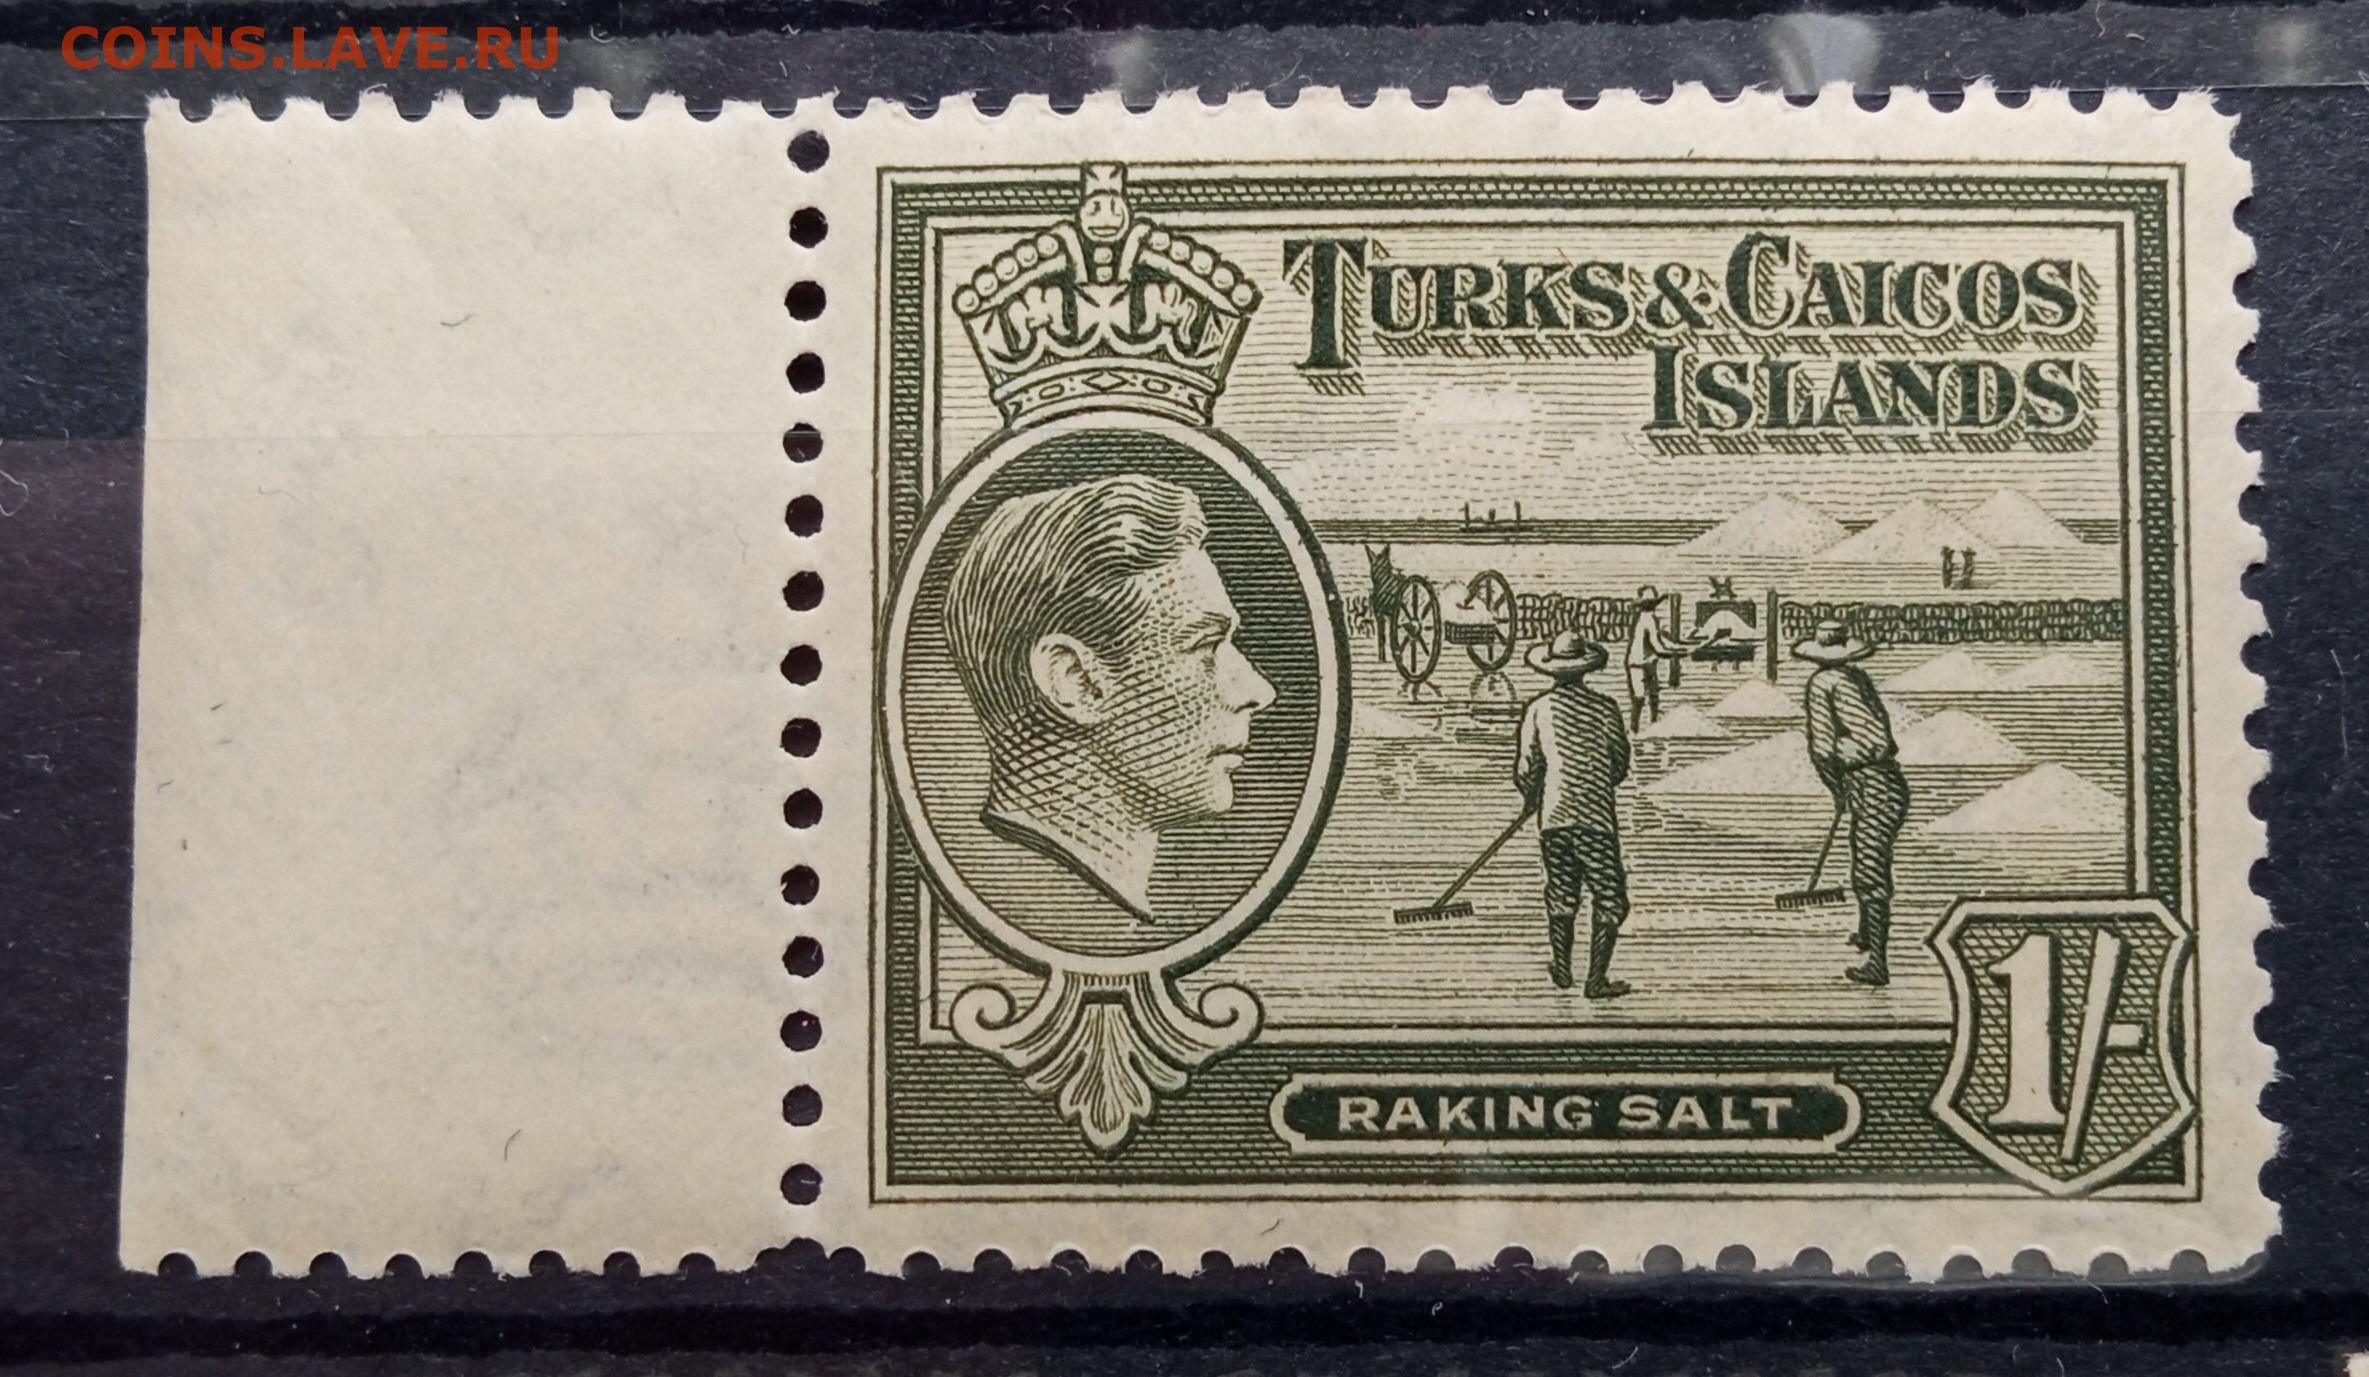 COINS.LAVE.RU
TURKS & CAICOS
ISLANDS
RAKING SALT
1/-